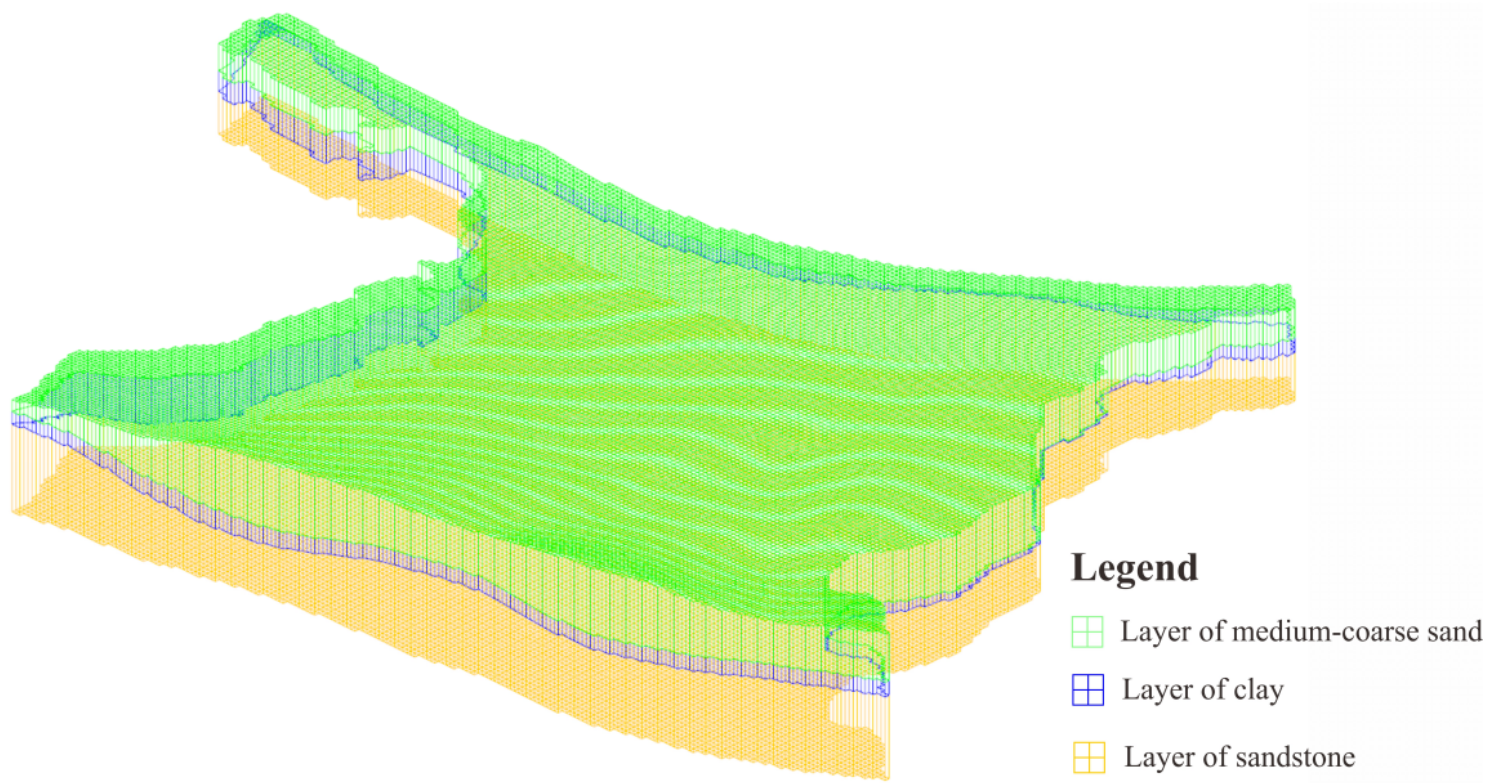 Legend
Layer of medium-coarse sand
Layer of clay
Layer of sandstone